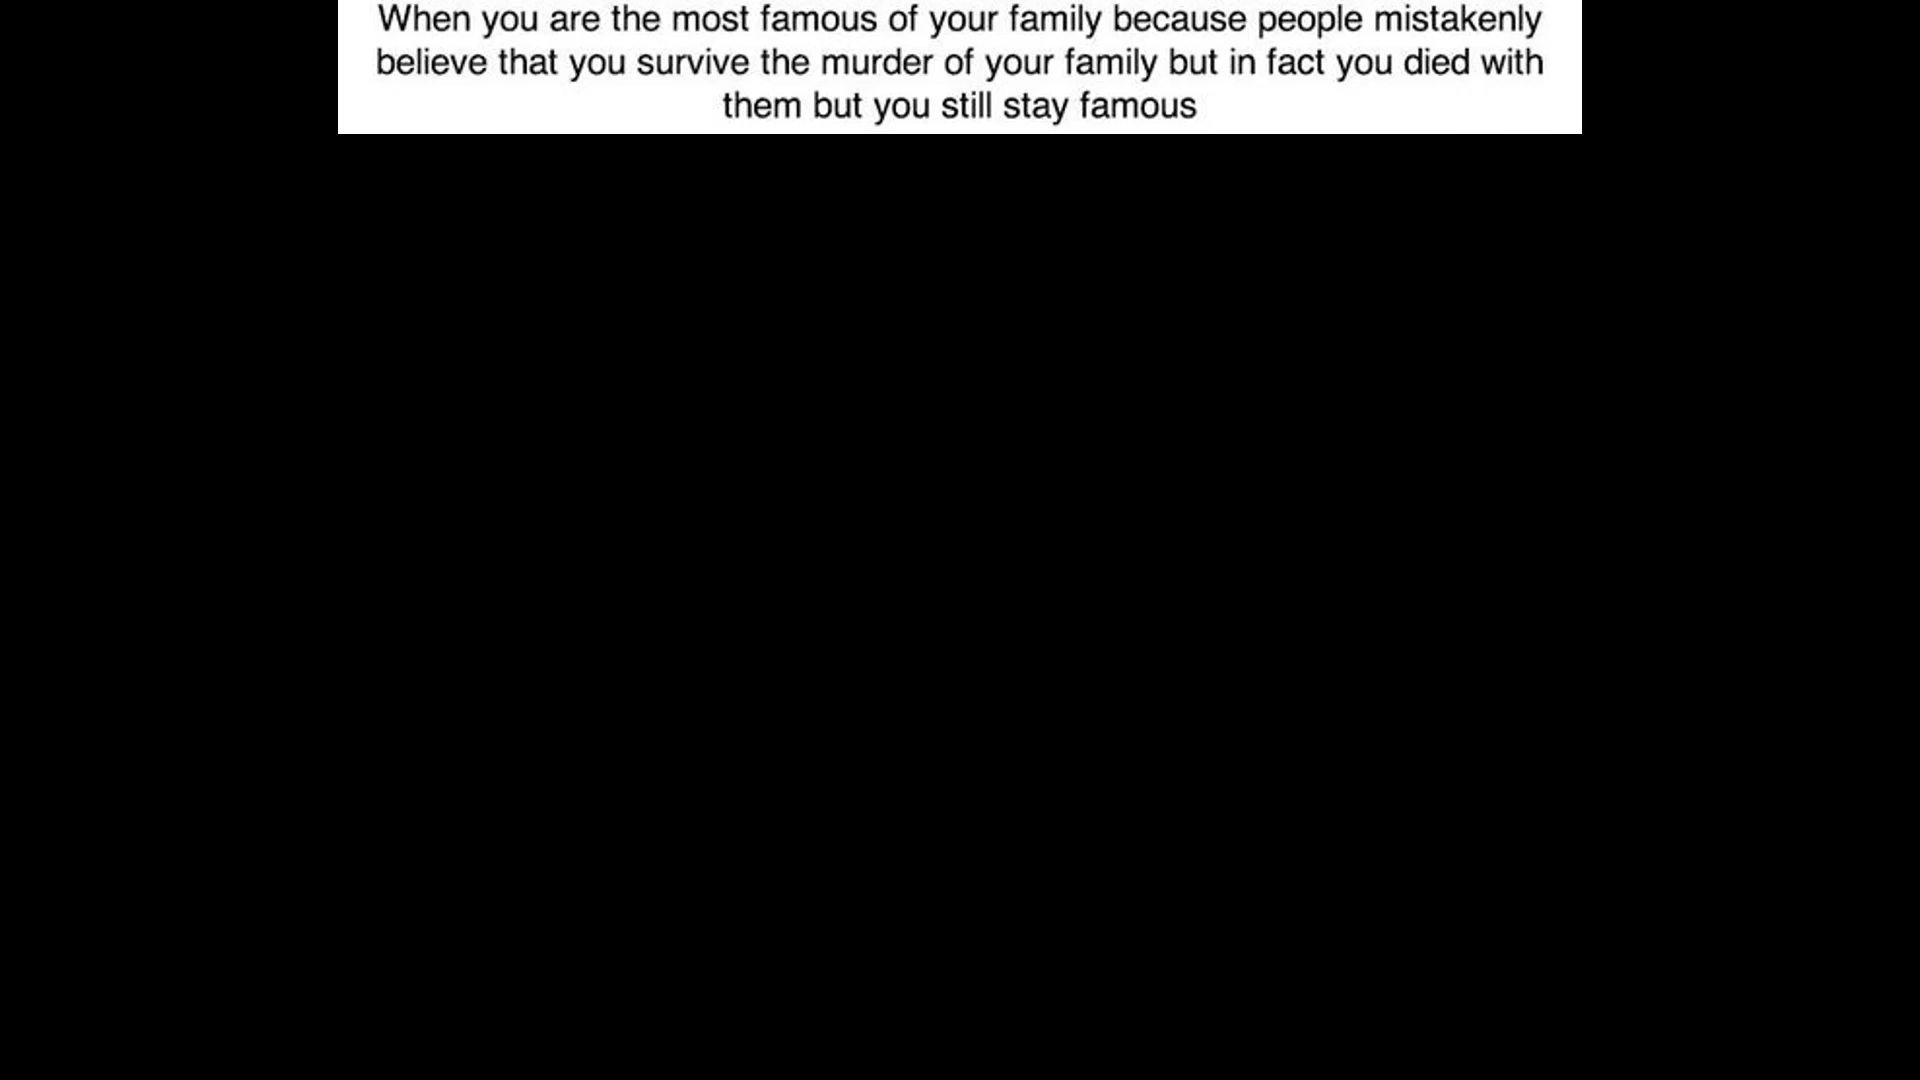 When you are the most famous of your family because people mistakenly
believe that you survive the murder of your family but in fact you died with
them but you still stay famous